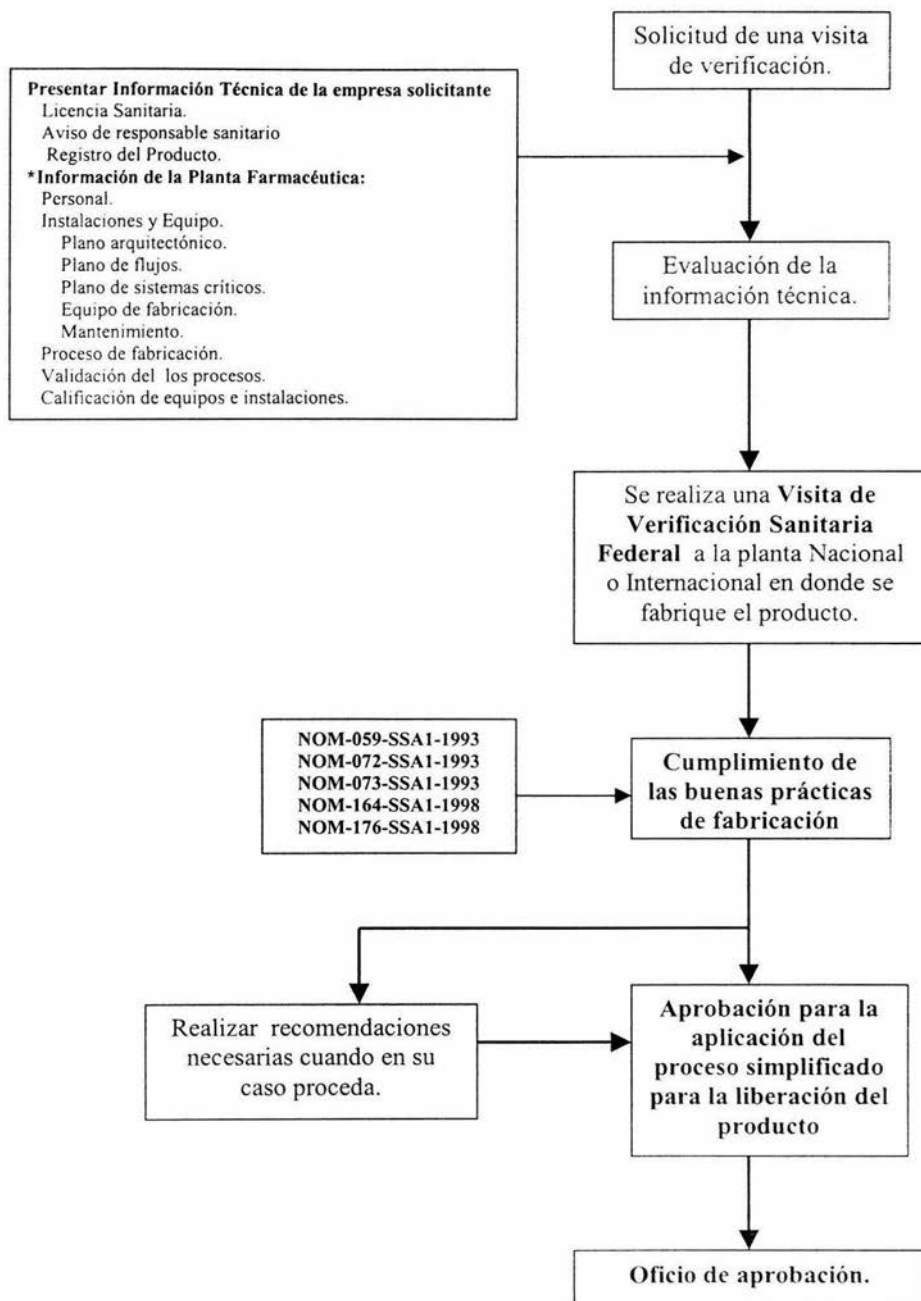 Solicitud de una visita
de verificación.
Presentar Información Técnica de la empresa solicitante
Licencia Sanitaria.
Aviso de responsable sanitario
Registro del Producto.
*Información de la Planta Farmacéutica:
Personal.
Instalaciones y Equipo.
Plano arquitectónico.
Plano de flujos.
Plano de sistemas críticos.
Equipo de fabricación.
Mantenimiento.
Proceso de fabricación.
Validación del los procesos.
Calificación de equipos e instalaciones.
Evaluación de la
información técnica.
Se realiza una Visita de
Verificación Sanitaria
Federal a la planta Nacional
o Internacional en donde se
fabrique el producto.
NOM-059-SSA1-1993
NOM-072-SSA1-1993
NOM-073-SSA1-1993
NOM-164-SSA1-1998
NOM-176-SSA1-1998
Cumplimiento de
las buenas prácticas
de fabricación
Realizar recomendaciones
necesarias cuando en su
caso proceda.
Aprobación para la
aplicación del
proceso simplificado
para la liberación del
producto
Oficio de aprobación.